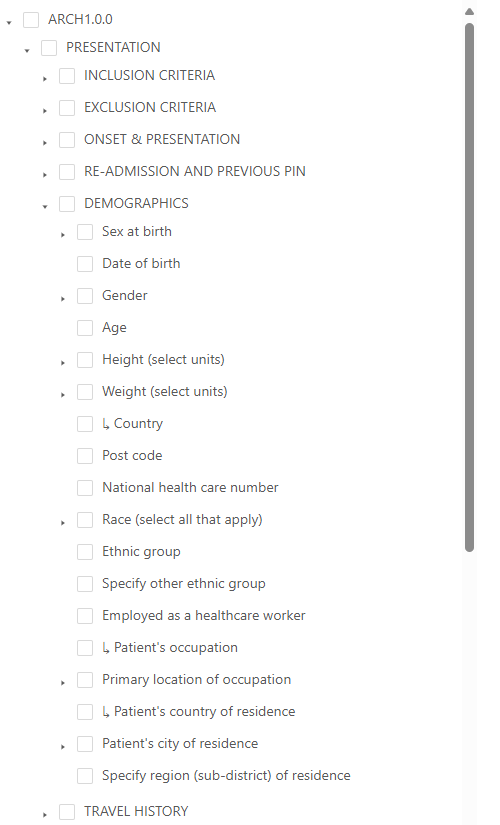 ARCH1.0.0
PRESENTATION
INCLUSION CRITERIA
EXCLUSION CRITERIA
ONSET & PRESENTATION
RE-ADMISSION AND PREVIOUS PIN
DEMOGRAPHICS
Sex at birth
Date of birth
Gender
Age
Height (select units)
Weight (select units)
↳ Country
Post code
National health care number
Race (select all that apply)
Ethnic group
Specify other ethnic group
Employed as a healthcare worker
↳ Patient's occupation
Primary location of occupation
↳ Patient's country of residence
Patient's city of residence
Specify region (sub-district) of residence
TRAVEL HISTORY